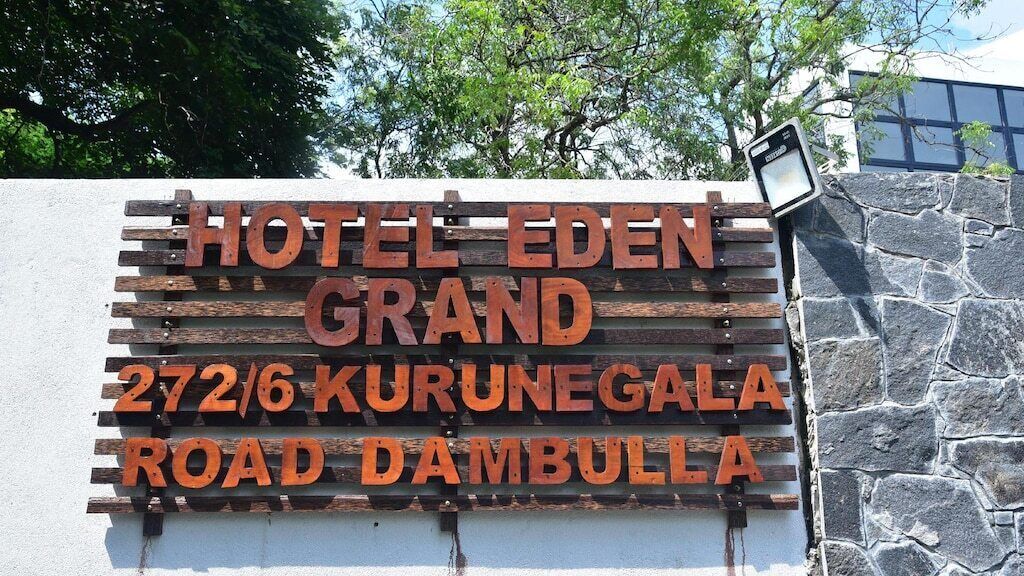 HOTEL EDEN
GRAND
272/6 KURUNEGALA
ROAD DAMBULLA